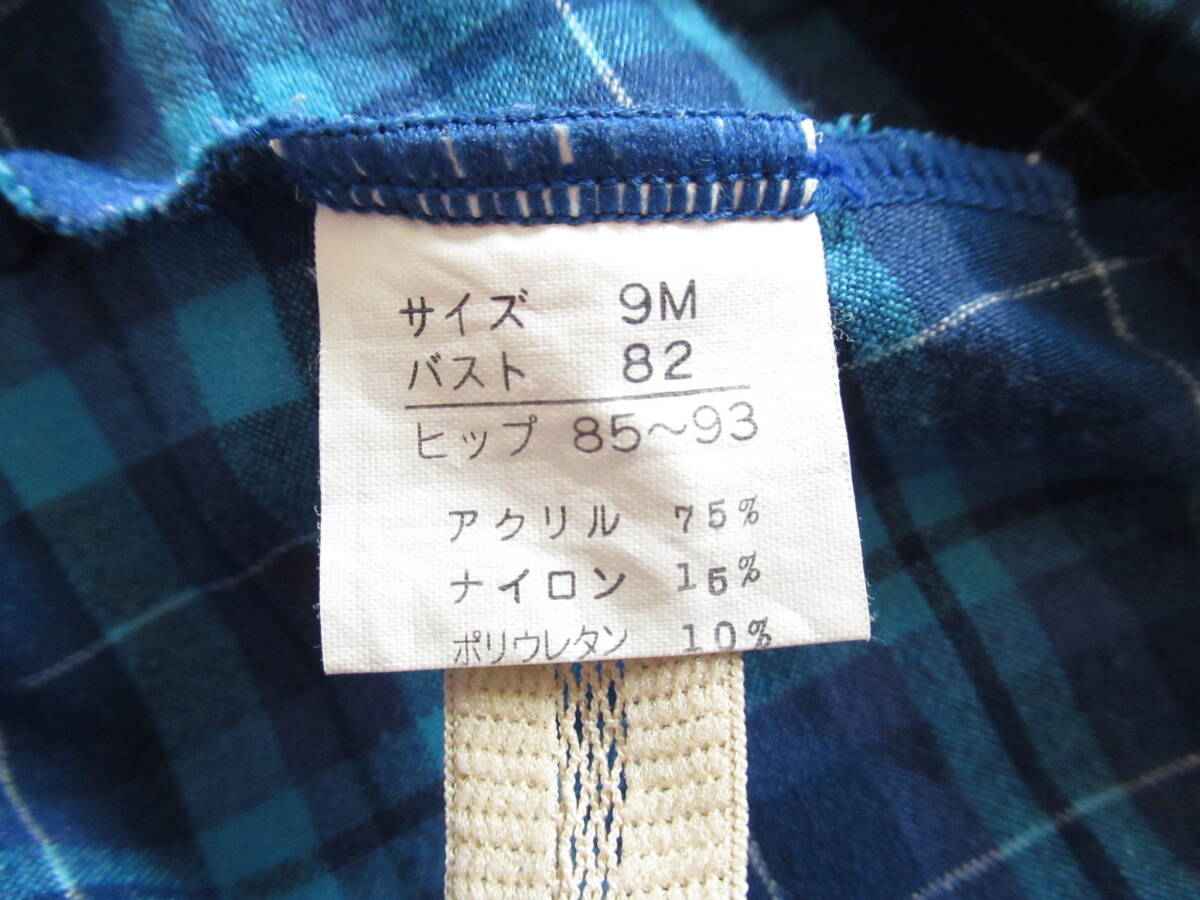 サイズ 9M
バスト 82
ヒップ 85～93
アクリル 75%
ナイロン 15%
ポリウレタン 10%